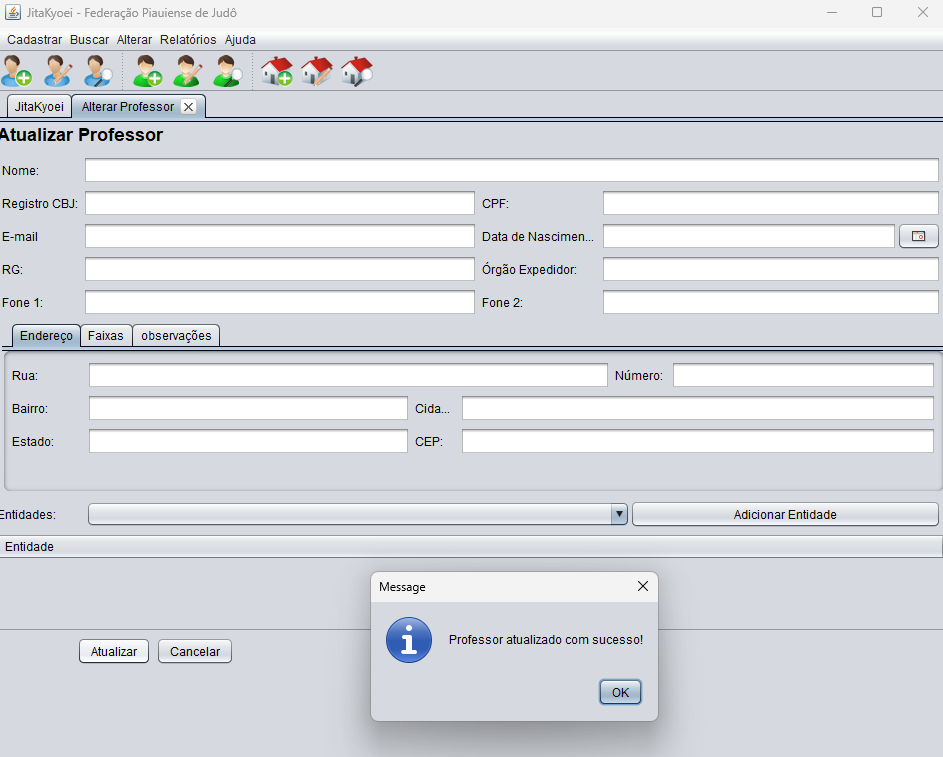 JitaKyoei - Federação Piauiense de Judô
Cadastrar Buscar Alterar Relatórios Ajuda
JitaKyoei Alterar Professor
Atualizar Professor
Nome:
Registro CBJ: CPF:
E-mail Data de Nascimen...
RG: Órgão Expedidor:
Fone 1: Fone 2:
Endereço Faixas observações
Rua: Número:
Bairro: Cida...
Estado: CEP:
Entidades: Adicionar Entidade
Entidade
Message
Professor atualizado com sucesso!
Atualizar Cancelar
OK